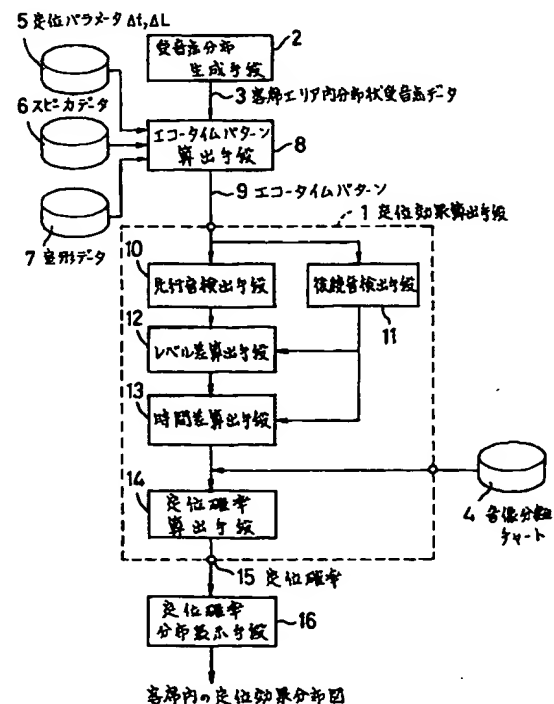 5 定位パラメータ Δt,ΔL
受音点分布
生成手段
2
3 客席エリア内分布状受音点データ
6 スピーカデータ
エコータイムパターン
算出手段
8
9 エコータイムパターン
7 室形データ
1 定位効果算出手段
10
先行音検出手段
後続音検出手段
11
12
レベル差算出手段
13
時間差算出手段
14
定位確率
算出手段
4 音像分離
チャート
15 定位確率
定位確率
分布表示手段
16
客席内の定位効果分布図